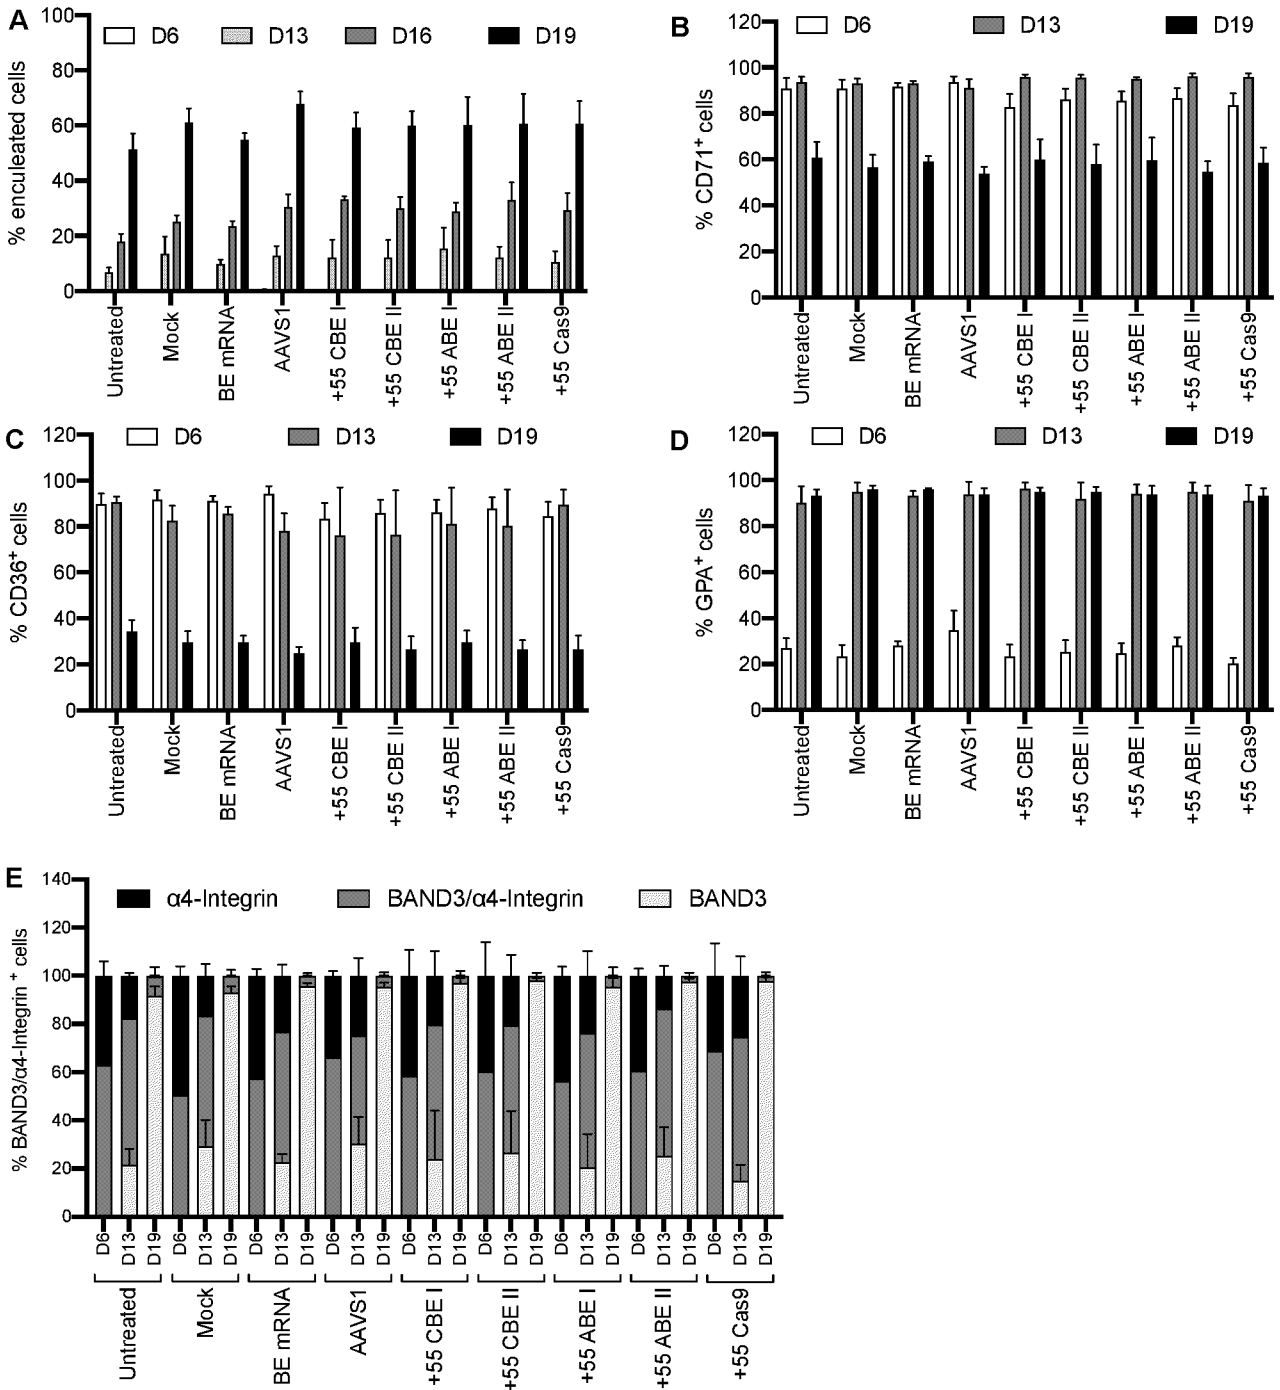 A
D6 D13 D16 D19
% enculeated cells
100
80
60
40
20
0
Untreated
Mock
BE mRNA
AAVS1
+55 CBE I
+55 CBE II
+55 ABE I
+55 ABE II
+55 Cas9
B
D6 D13 D19
% CD71+ cells
120
100
80
60
40
20
0
Untreated
Mock
BE mRNA
AAVS1
+55 CBE I
+55 CBE II
+55 ABE I
+55 ABE II
+55 Cas9
C
D6 D13 D19
% CD36+ cells
120
100
80
60
40
20
0
Untreated
Mock
BE mRNA
AAVS1
+55 CBE I
+55 CBE II
+55 ABE I
+55 ABE II
+55 Cas9
D
D6 D13 D19
% GPA+ cells
120
100
80
60
40
20
0
Untreated
Mock
BE mRNA
AAVS1
+55 CBE I
+55 CBE II
+55 ABE I
+55 ABE II
+55 Cas9
E
α4-Integrin BAND3/α4-Integrin BAND3
% BAND3/α4-Integrin + cells
140
120
100
80
60
40
20
0
D6 D13 D19 D6 D13 D19 D6 D13 D19 D6 D13 D19 D6 D13 D19 D6 D13 D19 D6 D13 D19 D6 D13 D19 D6 D13 D19
Untreated
Mock
BE mRNA
AAVS1
+55 CBE I
+55 CBE II
+55 ABE I
+55 ABE II
+55 Cas9